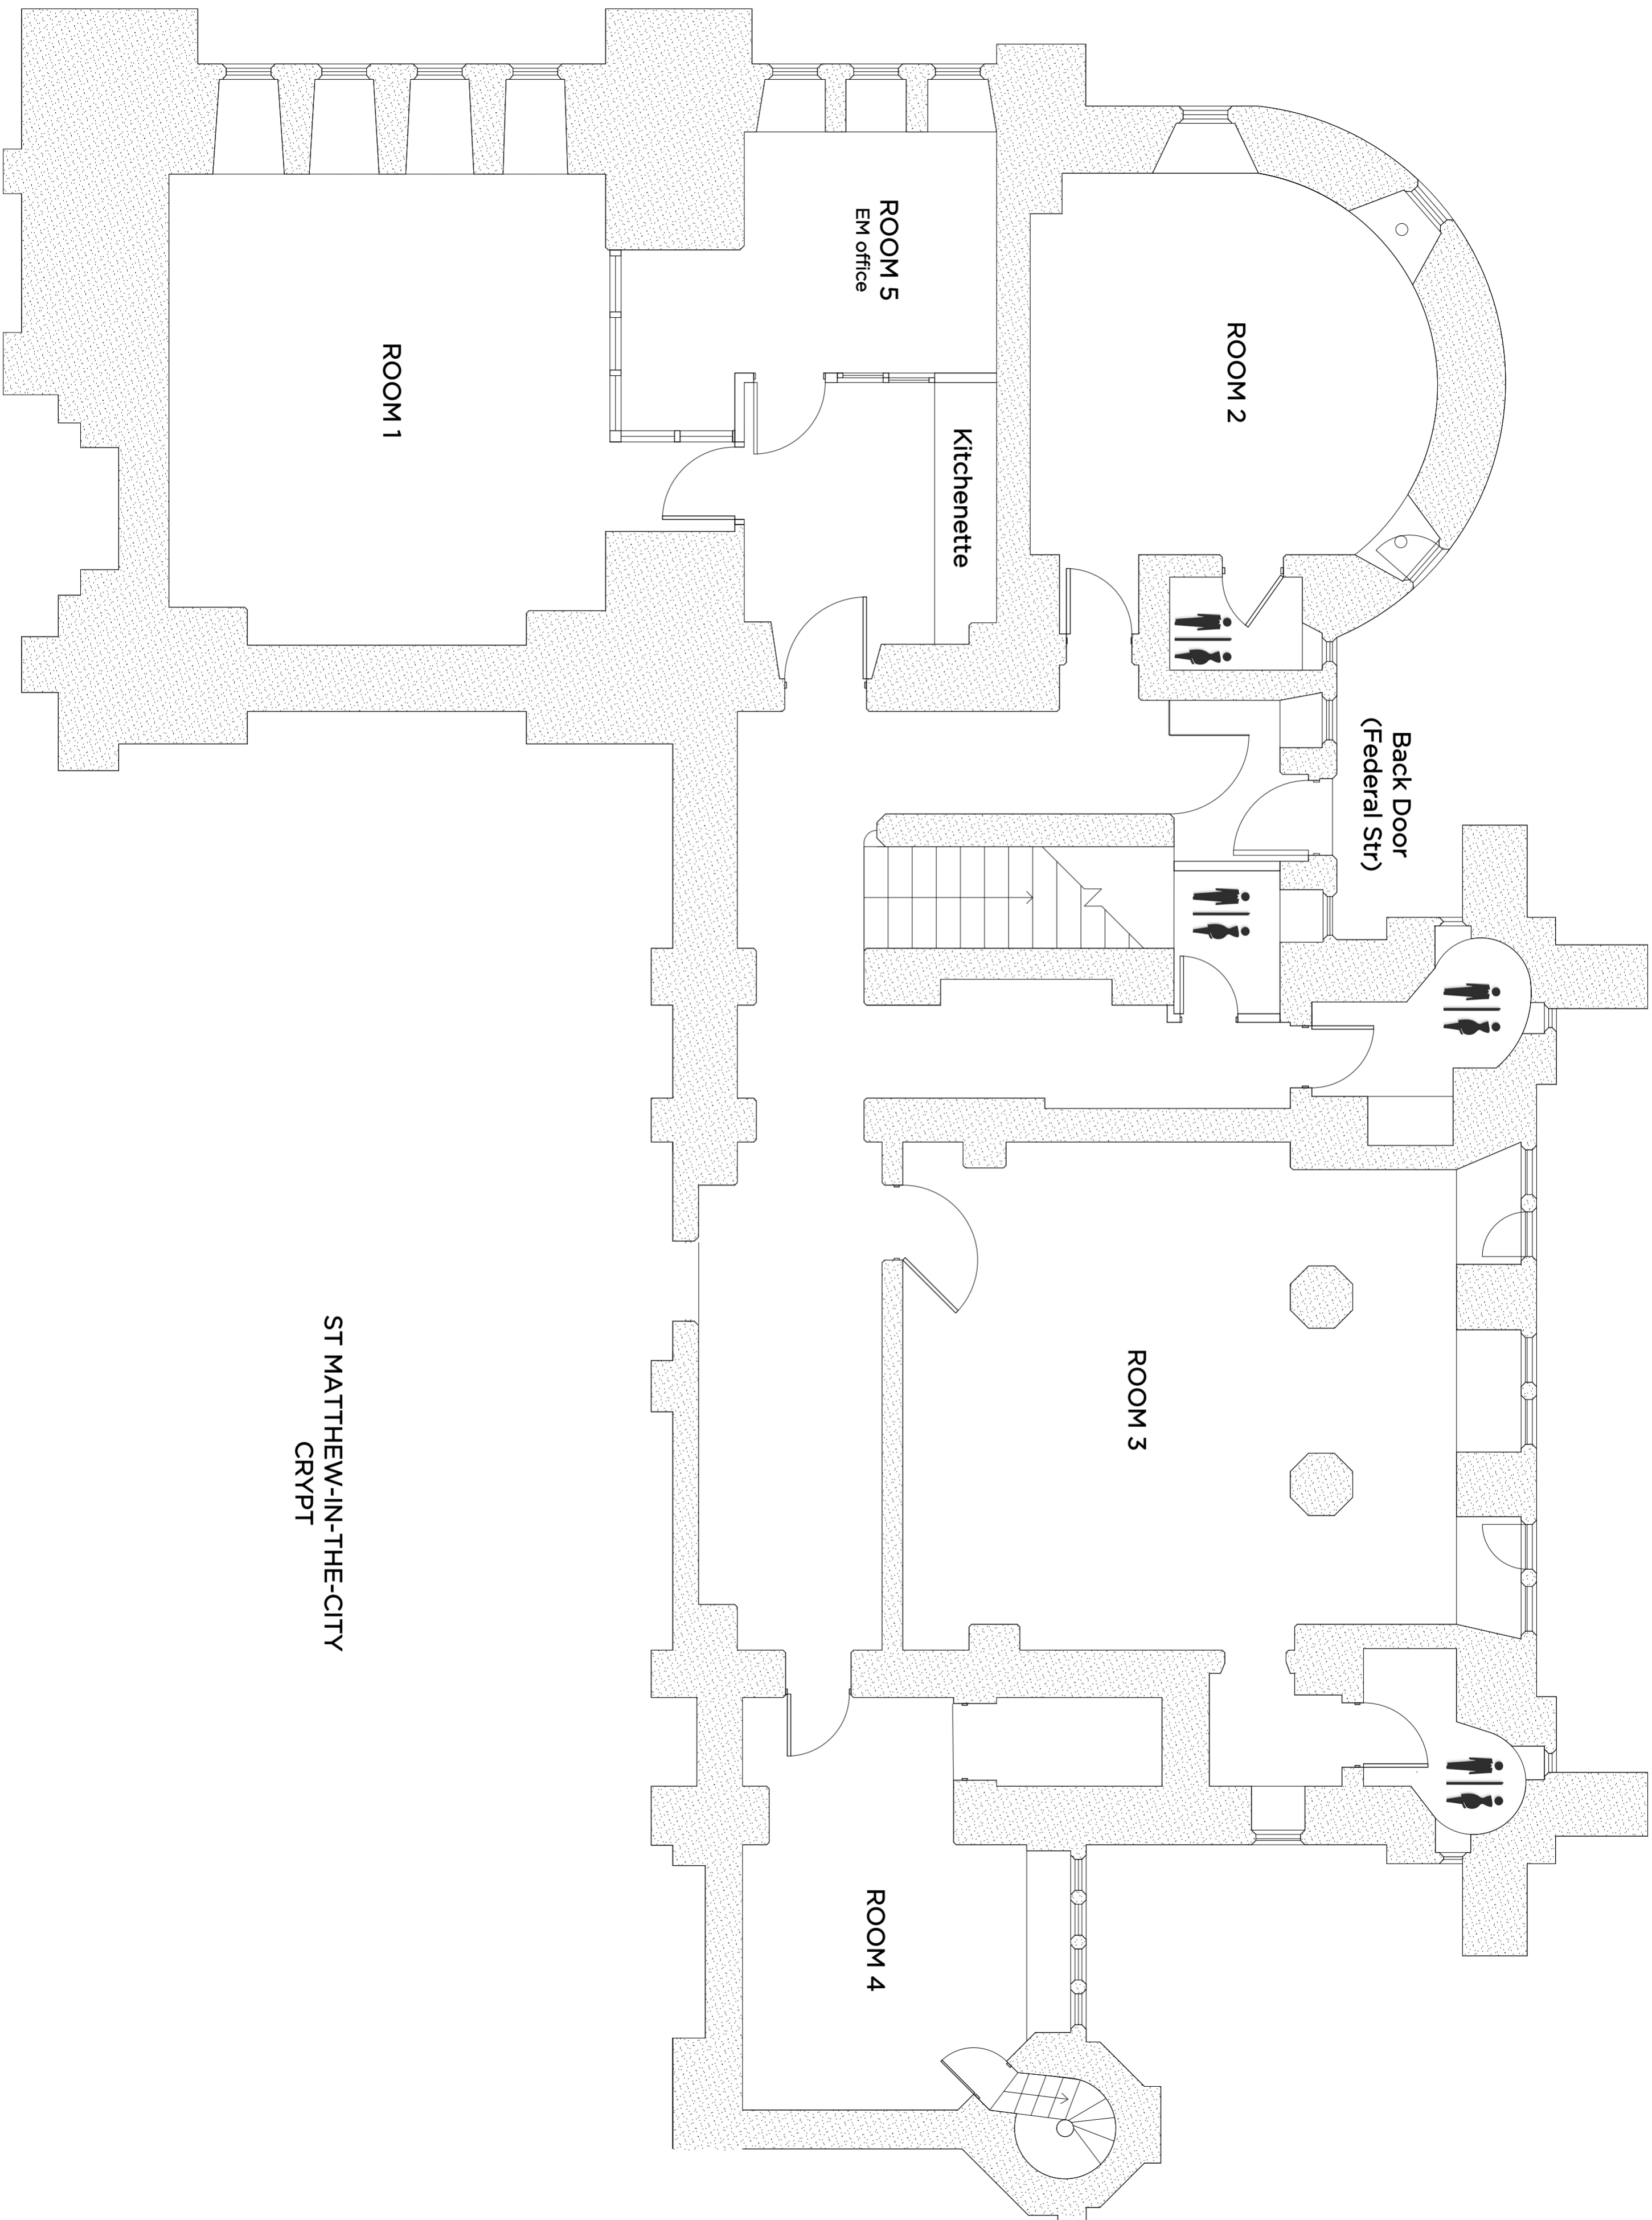 ROOM 1
ROOM 5
EM office
Kitchenette
ROOM 2
Back Door
(Federal Str)
ROOM 3
ROOM 4
ST MATTHEW-IN-THE-CITY
CRYPT